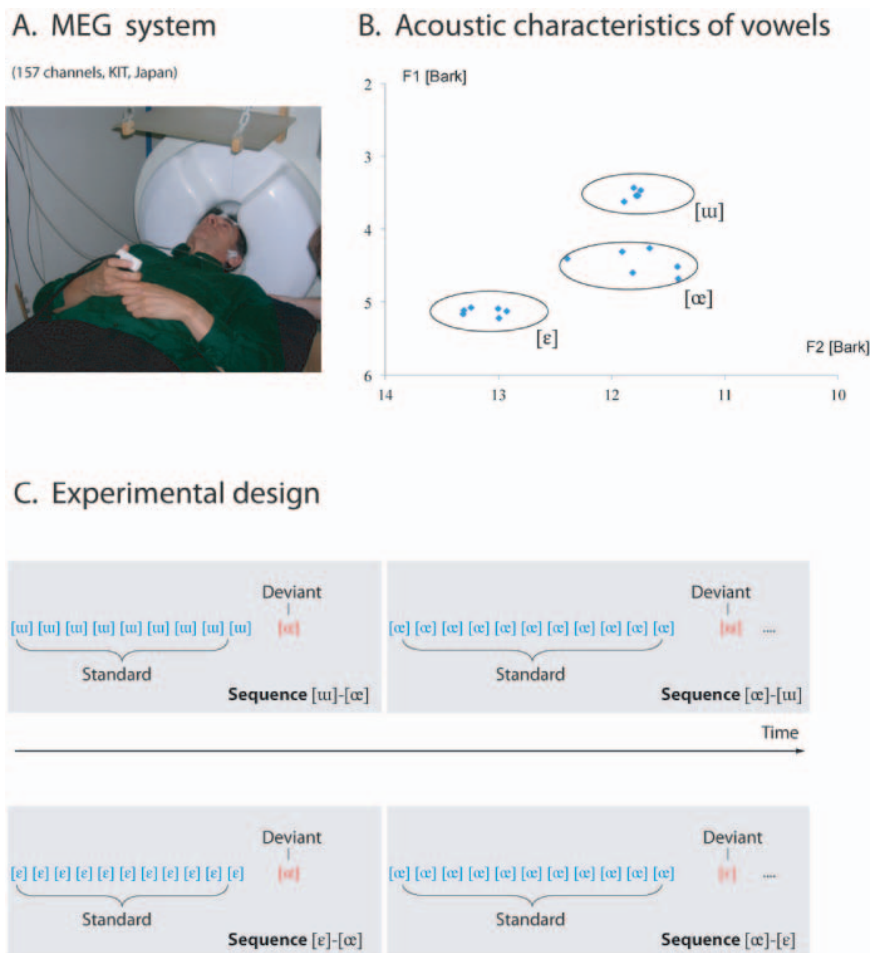 A. MEG system
(157 channels, KIT, Japan)
B. Acoustic characteristics of vowels
F1 [Bark]
2
3
4
5
6
[ɯ]
[œ]
[ɛ]
F2 [Bark]
14 13 12 11 10
C. Experimental design
Deviant
[ɯ] [ɯ] [ɯ] [ɯ] [ɯ] [ɯ] [ɯ] [ɯ] [ɯ] [œ]
Standard
Sequence [ɯ]-[œ]
Deviant
[œ] [œ] [œ] [œ] [œ] [œ] [œ] [œ] [œ] [œ] [ɯ] ....
Standard
Sequence [œ]-[ɯ]
Time
Deviant
[ɛ] [ɛ] [ɛ] [ɛ] [ɛ] [ɛ] [ɛ] [ɛ] [ɛ] [ɛ] [œ]
Standard
Sequence [ɛ]-[œ]
Deviant
[œ] [œ] [œ] [œ] [œ] [œ] [œ] [œ] [œ] [œ] [ɛ] ....
Standard
Sequence [œ]-[ɛ]